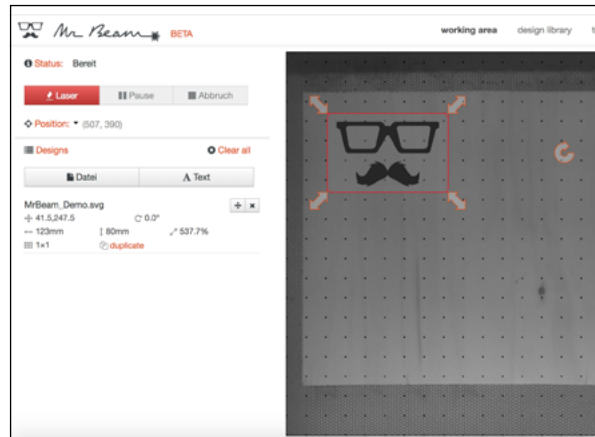 Mr Beam BETA
working area design library
Status: Bereit
Laser Pause Abbruch
Position: (507, 390)
Designs Clear all
Datei A Text
MrBeam_Demo.svg
41.5,247.5 0.0°
123mm 80mm 537.7%
1×1 duplicate